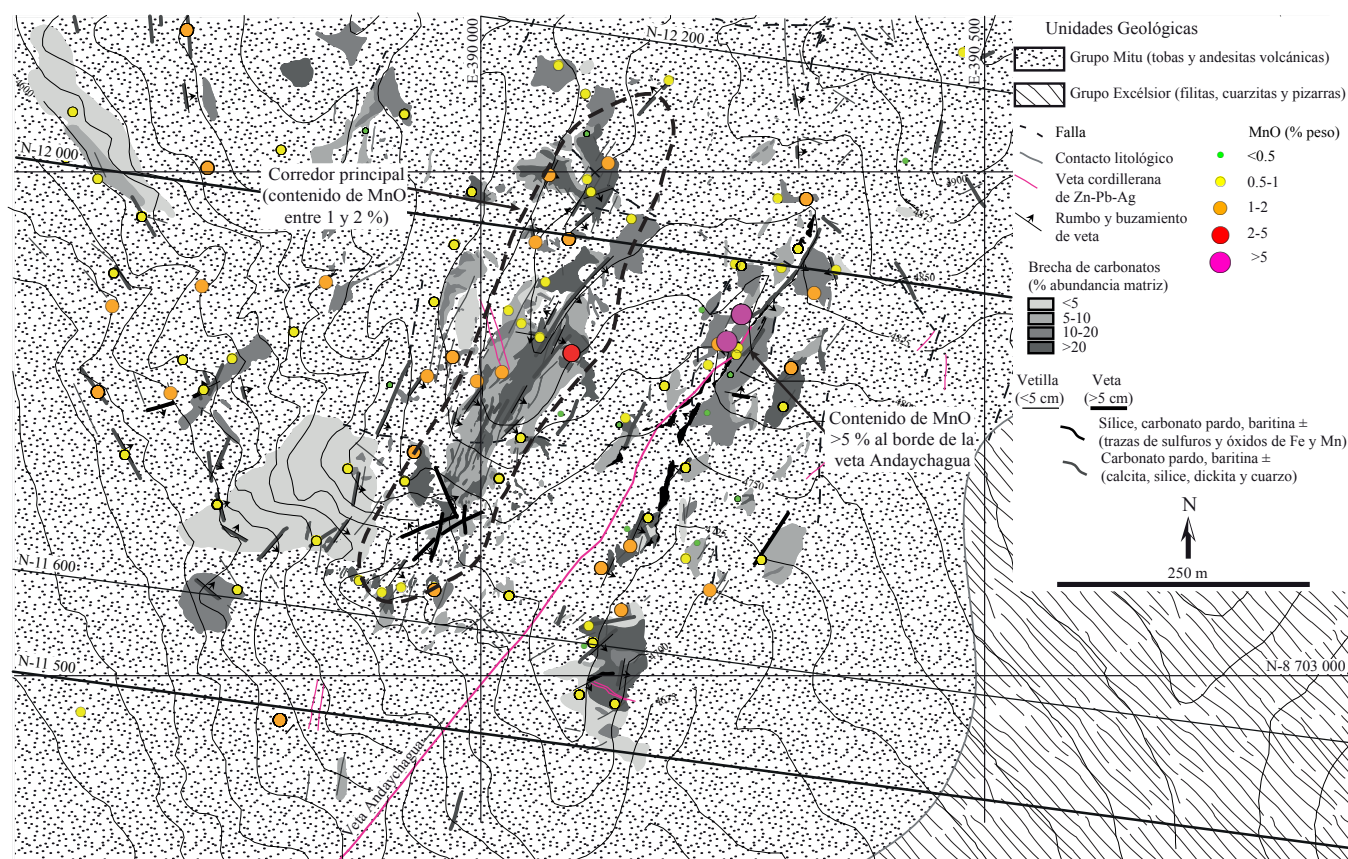 N-12 200
E-390 000
E-390 500
N-12 000
Corredor principal
(contenido de MnO
entre 1 y 2 %)
4900
4850
Contenido de MnO
>5 % al borde de la
veta Andaychagua
4750
N-11 600
N-11 500
N-8 703 000
Veta Andaychagua
Unidades Geológicas
Grupo Mitu (tobas y andesitas volcánicas)
Grupo Excélsior (filitas, cuarzitas y pizarras)
Falla
Contacto litológico
Veta cordillerana
de Zn-Pb-Ag
Rumbo y buzamiento
de veta
MnO (% peso)
<0.5
0.5-1
1-2
2-5
>5
Brecha de carbonatos
(% abundancia matriz)
<5
5-10
10-20
>20
Vetilla
(<5 cm)
Veta
(>5 cm)
Sílice, carbonato pardo, baritina ±
(trazas de sulfuros y óxidos de Fe y Mn)
Carbonato pardo, baritina ±
(calcita, silice, dickita y cuarzo)
N
250 m